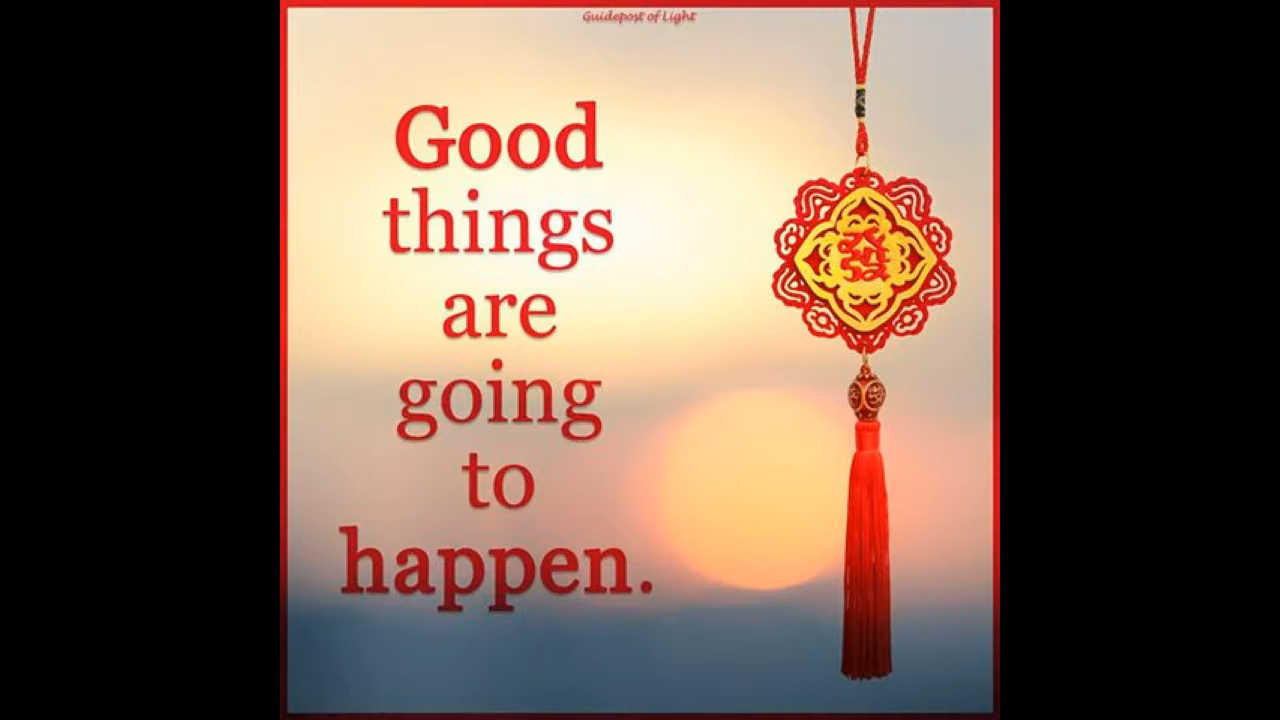 Guidepost of Light
Good
things
are
going
to
happen.